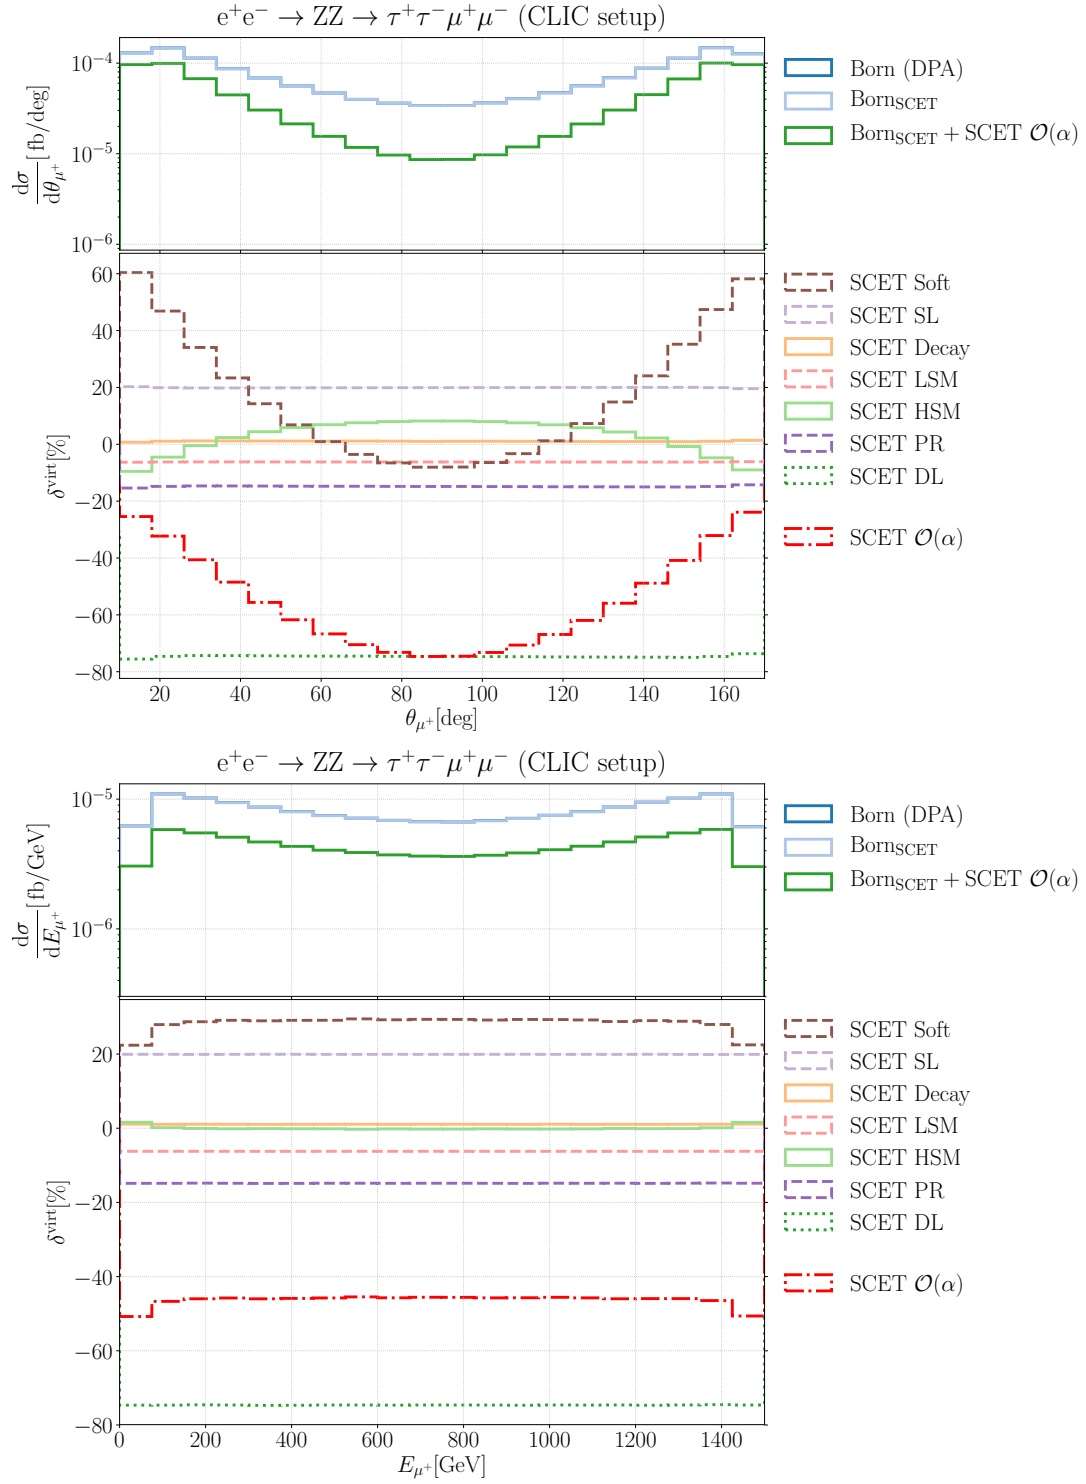 e⁺e⁻ → ZZ → τ⁺τ⁻μ⁺μ⁻ (CLIC setup)
dσ/dθ_μ⁺ [fb/deg]
10⁻⁴
10⁻⁵
10⁻⁶
Born (DPA)
Born_SCET
Born_SCET + SCET 𝒪(α)
δ^virt[%]
60
40
20
0
−20
−40
−60
−80
SCET Soft
SCET SL
SCET Decay
SCET LSM
SCET HSM
SCET PR
SCET DL
SCET 𝒪(α)
20 40 60 80 100 120 140 160
θ_μ⁺[deg]
e⁺e⁻ → ZZ → τ⁺τ⁻μ⁺μ⁻ (CLIC setup)
dσ/dE_μ⁺ [fb/GeV]
10⁻⁵
10⁻⁶
Born (DPA)
Born_SCET
Born_SCET + SCET 𝒪(α)
δ^virt[%]
20
0
−20
−40
−60
−80
SCET Soft
SCET SL
SCET Decay
SCET LSM
SCET HSM
SCET PR
SCET DL
SCET 𝒪(α)
0 200 400 600 800 1000 1200 1400
E_μ⁺[GeV]